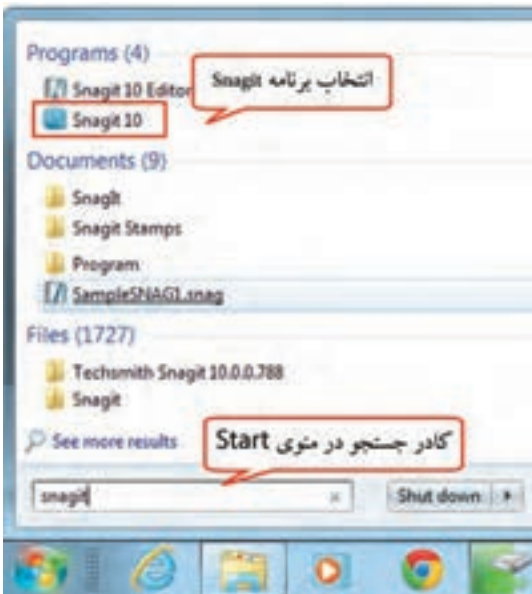 Programs (4)
Snagit 10 Editor
انتخاب برنامه Snagit
Snagit 10
Documents (9)
SnagIt
Snagit Stamps
Program
SampleSNAG1.snag
Files (1727)
Techsmith Snagit 10.0.0.788
Snagit
See more results
کادر جستجو در منوی Start
snagit
Shut down